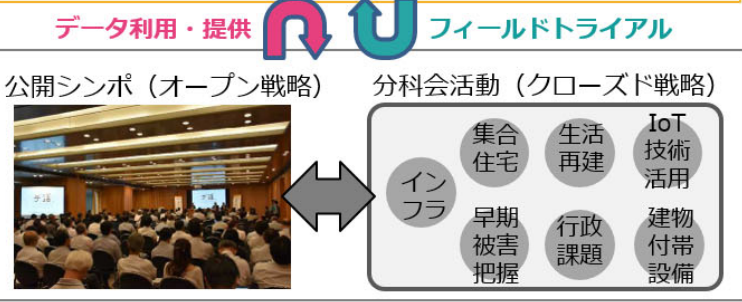 データ利用・提供
フィールドトライアル
公開シンポ（オープン戦略）
分科会活動（クローズド戦略）
イン
フラ
集合
住宅
生活
再建
IoT
技術
活用
早期
被害
把握
行政
課題
建物
付帯
設備